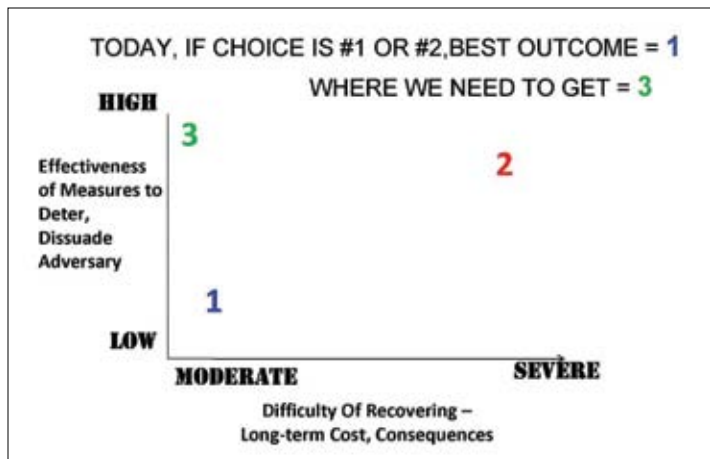 TODAY, IF CHOICE IS #1 OR #2,BEST OUTCOME = 1
WHERE WE NEED TO GET = 3
HIGH
3
2
Effectiveness
of Measures to
Deter,
Dissuade
Adversary
1
LOW
MODERATE
SEVERE
Difficulty Of Recovering –
Long-term Cost, Consequences